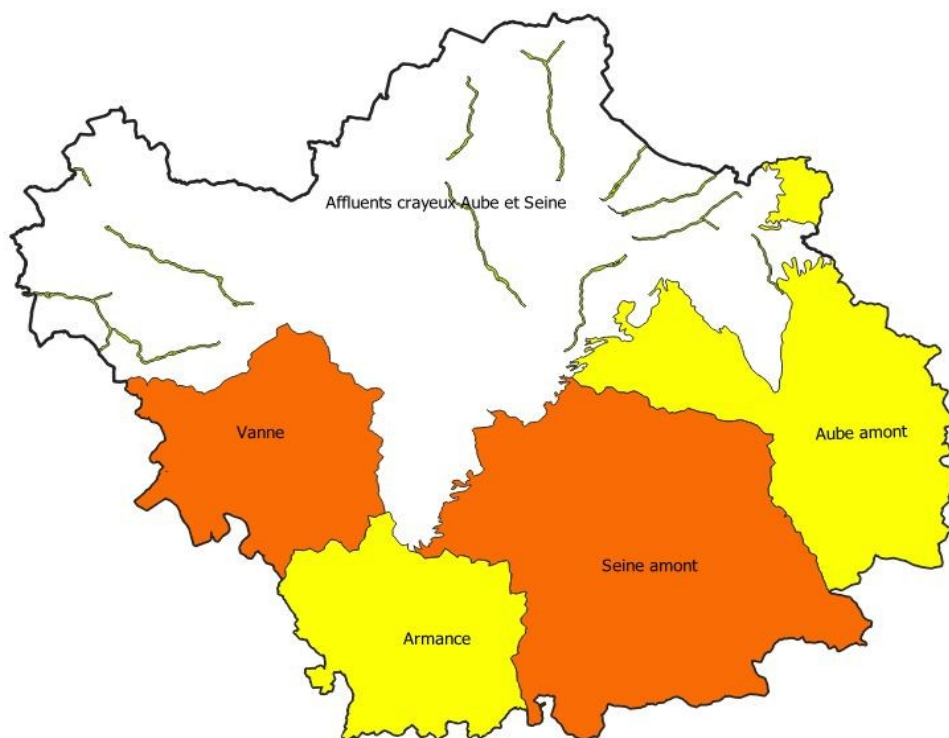 Affluents crayeux Aube et Seine
Vanne
Aube amont
Seine amont
Armance